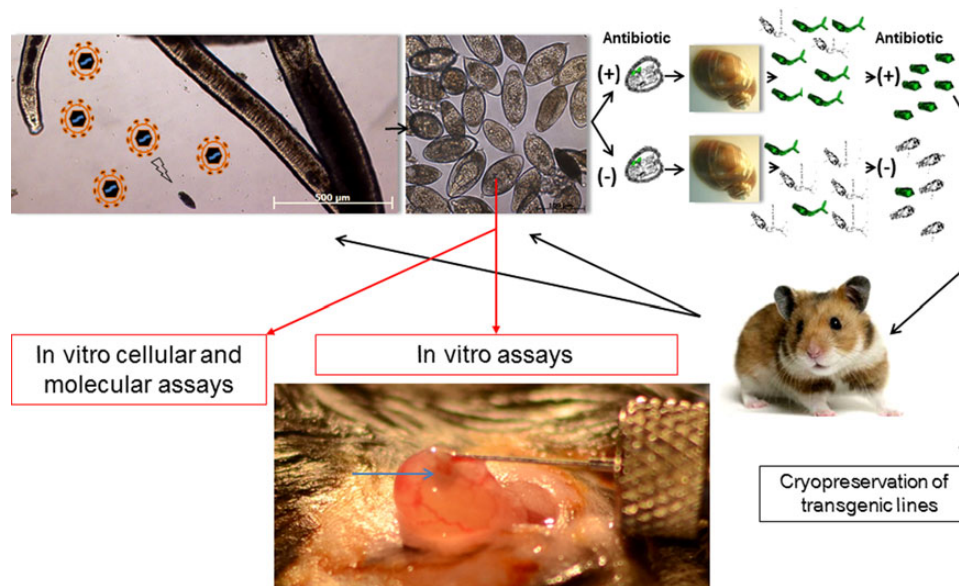 Antibiotic
Antibiotic
(+)
(+)
(-)
(-)
500 µm
In vitro cellular and
molecular assays
In vitro assays
Cryopreservation of
transgenic lines